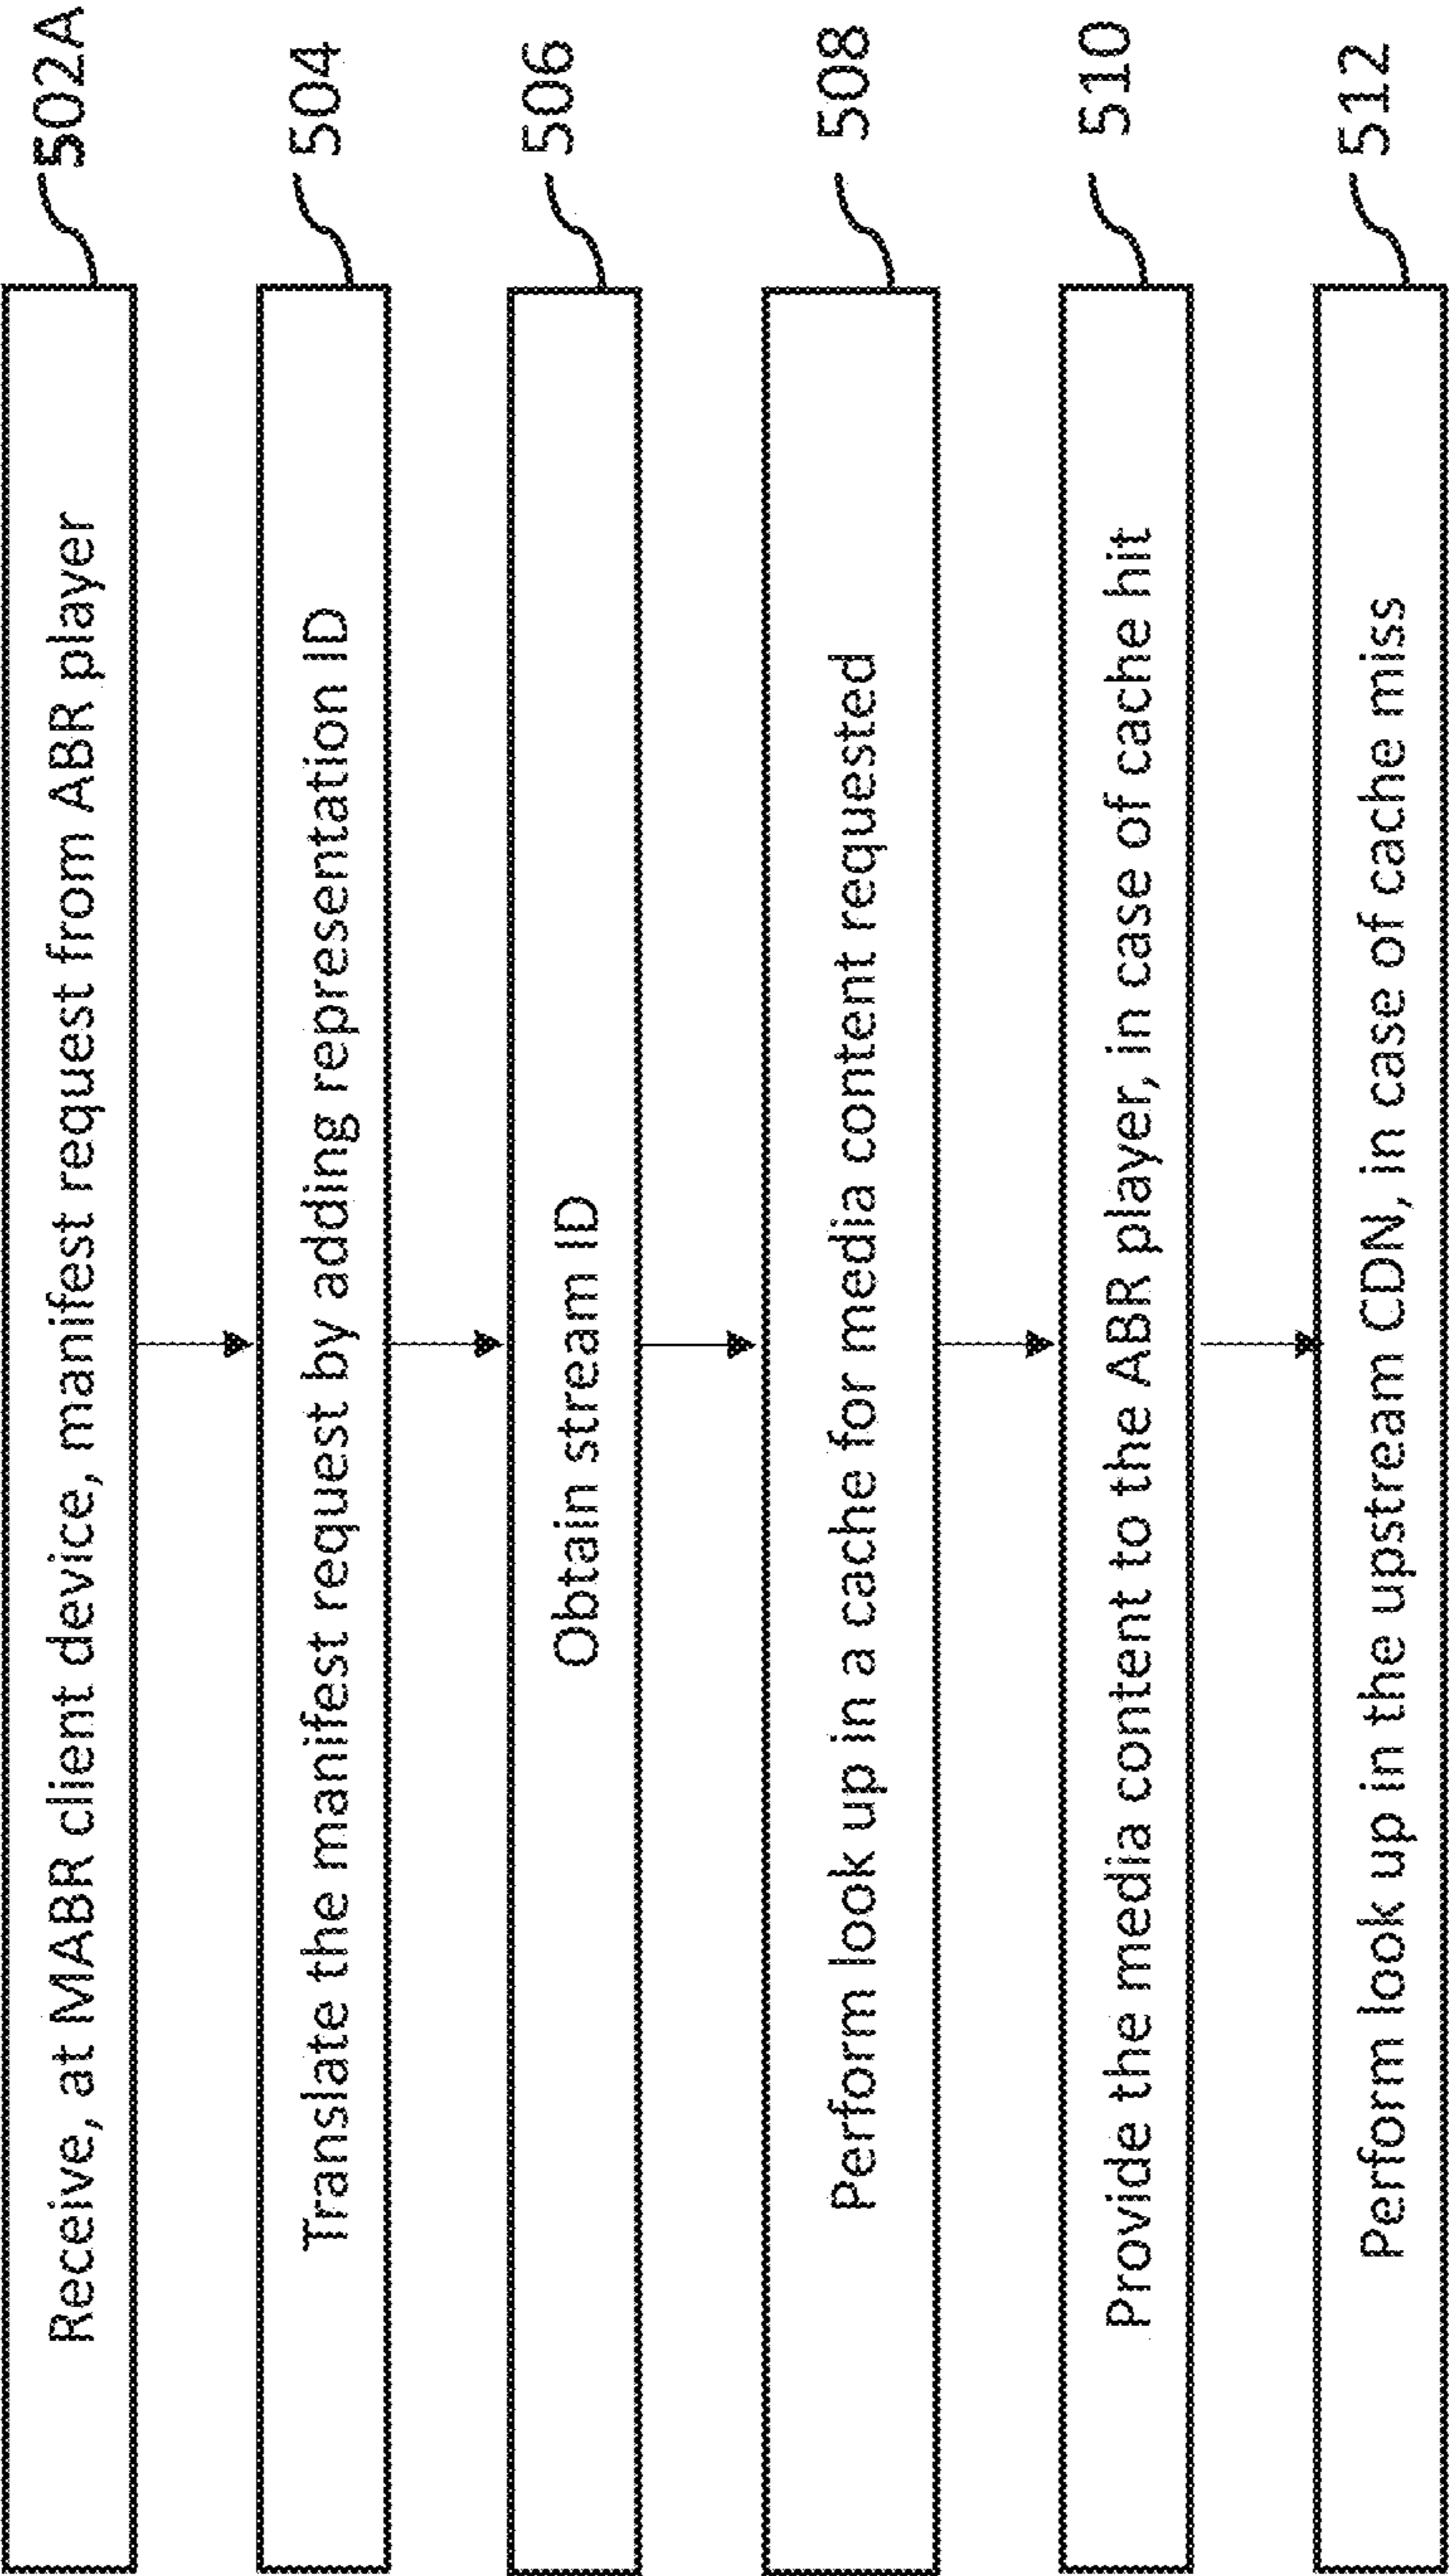 Receive, at MABR client device, manifest request from ABR player
502A
Translate the manifest request by adding representation ID
504
Obtain stream ID
506
Perform look up in a cache for media content requested
508
Provide the media content to the ABR player, in case of cache hit
510
Perform look up in the upstream CDN, in case of cache miss
512